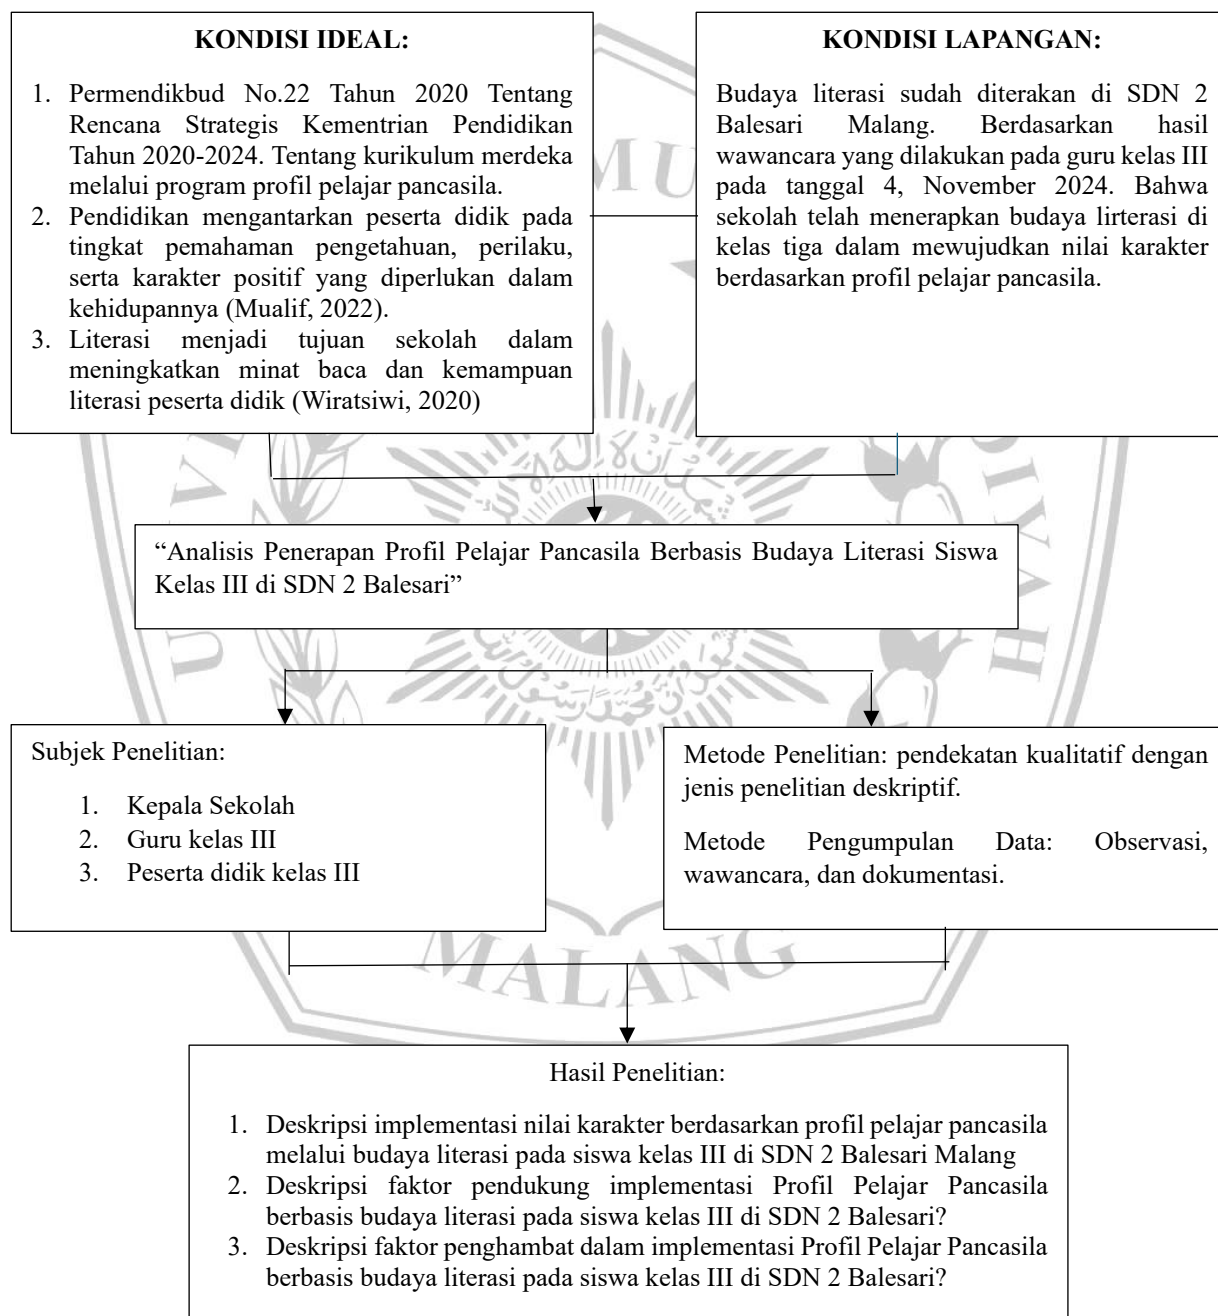 KONDISI IDEAL:
1. Permendikbud No.22 Tahun 2020 Tentang
Rencana Strategis Kementrian Pendidikan
Tahun 2020-2024. Tentang kurikulum merdeka
melalui program profil pelajar pancasila.
2. Pendidikan mengantarkan peserta didik pada
tingkat pemahaman pengetahuan, perilaku,
serta karakter positif yang diperlukan dalam
kehidupannya (Mualif, 2022).
3. Literasi menjadi tujuan sekolah dalam
meningkatkan minat baca dan kemampuan
literasi peserta didik (Wiratsiwi, 2020)
KONDISI LAPANGAN:
Budaya literasi sudah diterakan di SDN 2
Balesari Malang. Berdasarkan hasil
wawancara yang dilakukan pada guru kelas III
pada tanggal 4, November 2024. Bahwa
sekolah telah menerapkan budaya lirterasi di
kelas tiga dalam mewujudkan nilai karakter
berdasarkan profil pelajar pancasila.
“Analisis Penerapan Profil Pelajar Pancasila Berbasis Budaya Literasi Siswa
Kelas III di SDN 2 Balesari”
Subjek Penelitian:
1. Kepala Sekolah
2. Guru kelas III
3. Peserta didik kelas III
Metode Penelitian: pendekatan kualitatif dengan
jenis penelitian deskriptif.
Metode Pengumpulan Data: Observasi,
wawancara, dan dokumentasi.
MALANG
Hasil Penelitian:
1. Deskripsi implementasi nilai karakter berdasarkan profil pelajar pancasila
melalui budaya literasi pada siswa kelas III di SDN 2 Balesari Malang
2. Deskripsi faktor pendukung implementasi Profil Pelajar Pancasila
berbasis budaya literasi pada siswa kelas III di SDN 2 Balesari?
3. Deskripsi faktor penghambat dalam implementasi Profil Pelajar Pancasila
berbasis budaya literasi pada siswa kelas III di SDN 2 Balesari?